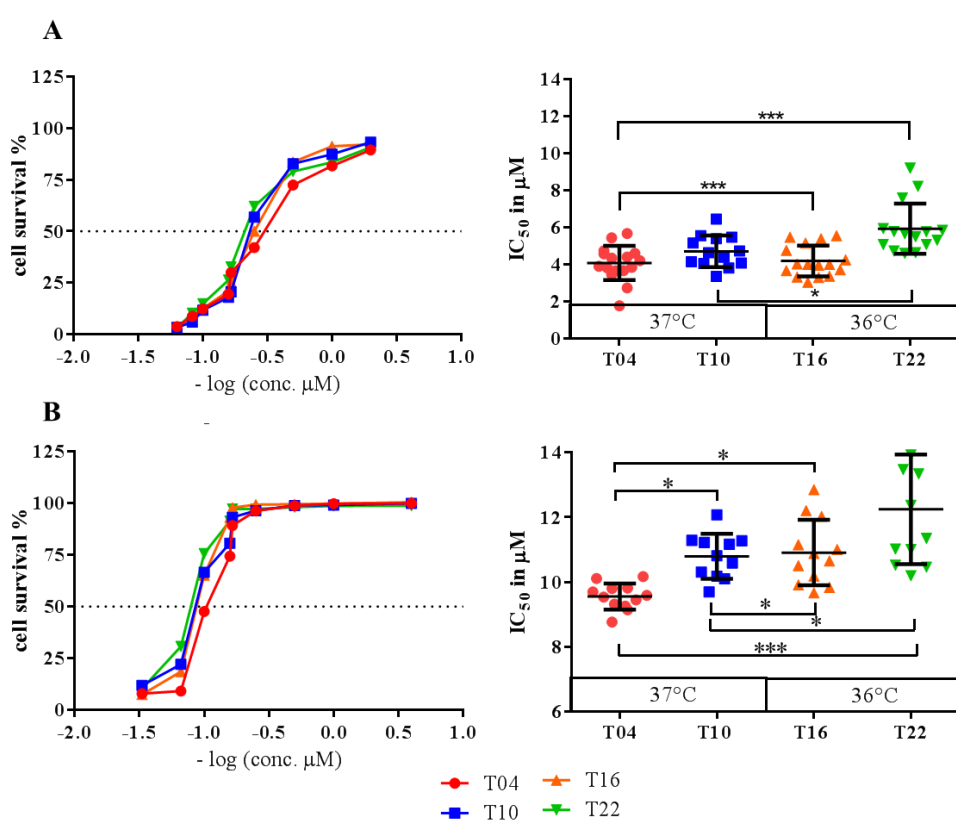 A
125
100
75
50
25
0
cell survival %
-2.0 -1.5 -1.0 -0.5 0.0 0.5 1.0
- log (conc. µM)
14
12
10
8
6
4
2
0
IC50 in µM
***
***
*
37°C 36°C
T04 T10 T16 T22
B
125
100
75
50
25
0
cell survival %
-2.0 -1.5 -1.0 -0.5 0.0 0.5 1.0
- log (conc. µM)
14
12
10
8
6
IC50 in µM
*
*
*
*
***
37°C 36°C
T04 T10 T16 T22
T04 T16
T10 T22